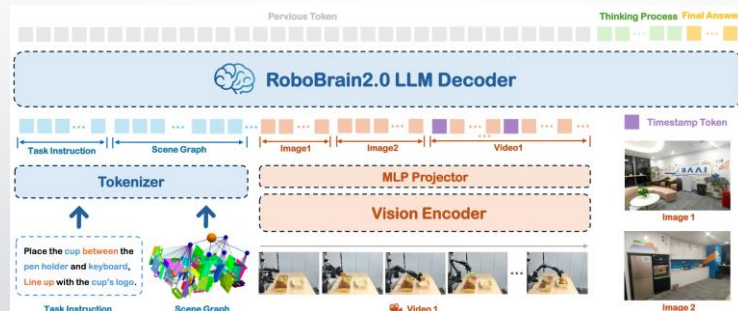 Pervious Token
Thinking Process
Final Answer
RoboBrain2.0 LLM Decoder
Task Instruction
Scene Graph
Image1
Image2
Video1
Timestamp Token
Tokenizer
MLP Projector
Vision Encoder
Image 1
Place the cup between the
pen holder and keyboard,
Line up with the cup's logo.
Task Instruction
Scene Graph
Video 1
Image 2